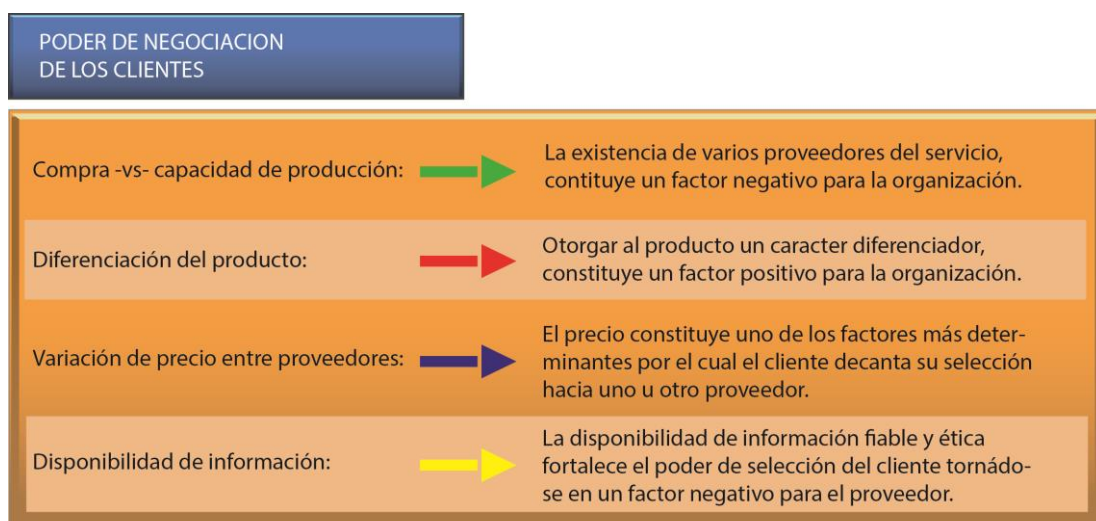 PODER DE NEGOCIACION
DE LOS CLIENTES
Compra -vs- capacidad de producción:
La existencia de varios proveedores del servicio,
contituye un factor negativo para la organización.
Diferenciación del producto:
Otorgar al producto un caracter diferenciador,
constituye un factor positivo para la organización.
Variación de precio entre proveedores:
El precio constituye uno de los factores más deter-
minantes por el cual el cliente decanta su selección
hacia uno u otro proveedor.
Disponibilidad de información:
La disponibilidad de información fiable y ética
fortalece el poder de selección del cliente tornádo-
se en un factor negativo para el proveedor.